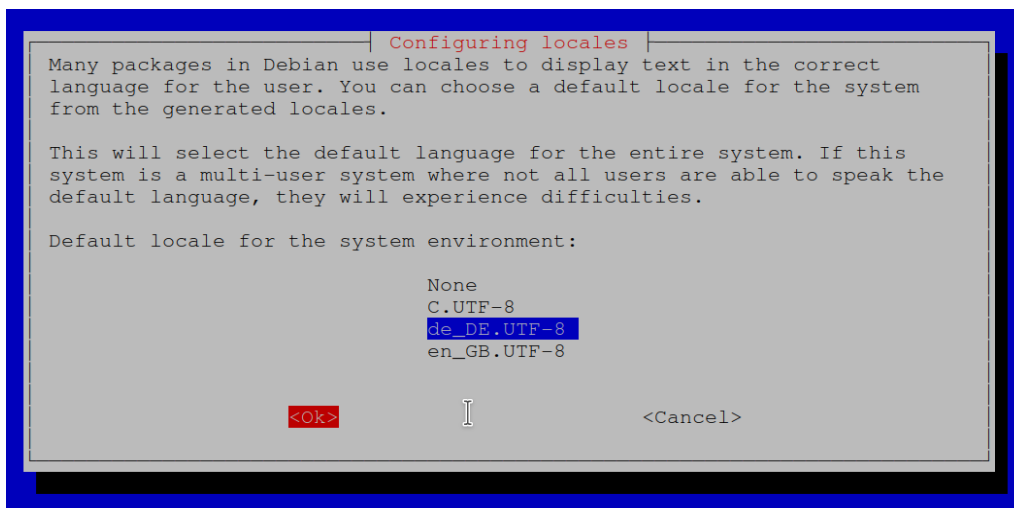 Configuring locales
Many packages in Debian use locales to display text in the correct
language for the user. You can choose a default locale for the system
from the generated locales.
This will select the default language for the entire system. If this
system is a multi-user system where not all users are able to speak the
default language, they will experience difficulties.
Default locale for the system environment:
None
C.UTF-8
de_DE.UTF-8
en_GB.UTF-8
<Ok> <Cancel>